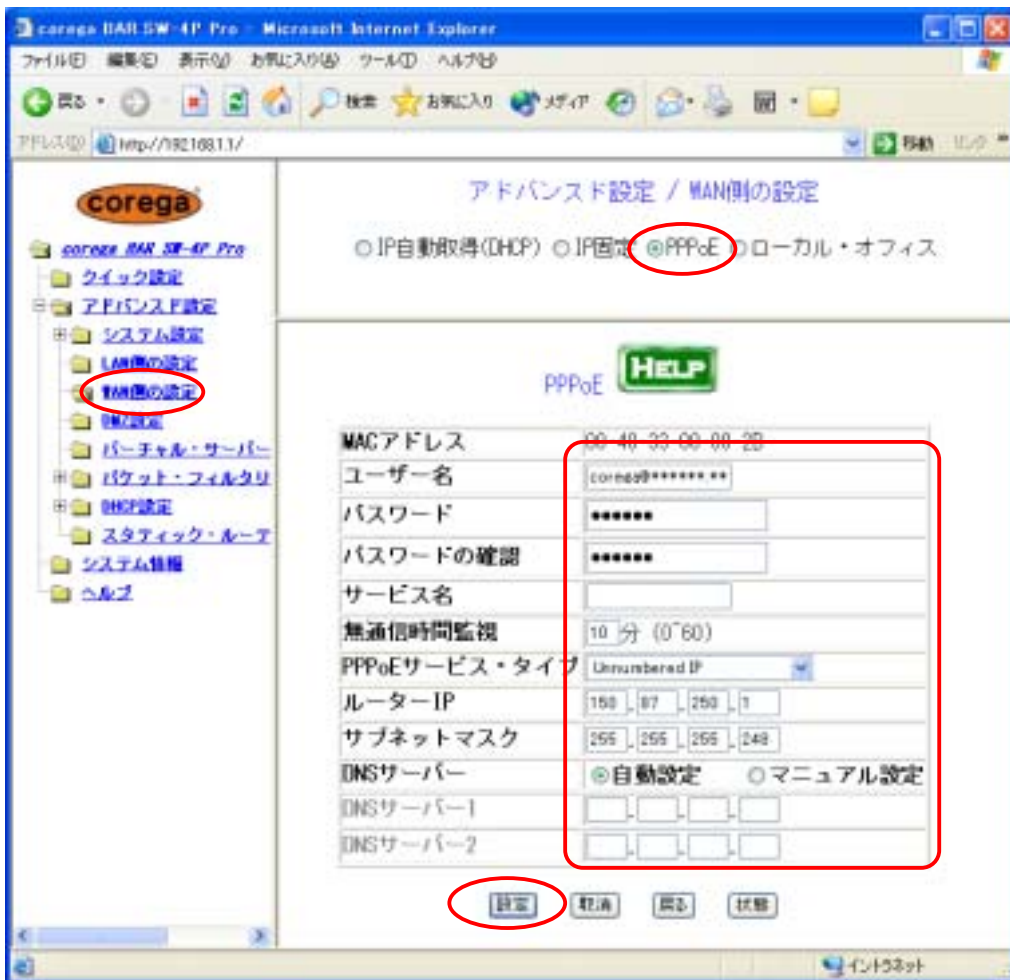 corega BAR SW-4P Pro - Microsoft Internet Explorer
ファイル(F) 編集(E) 表示(V) お気に入り(A) ツール(T) ヘルプ(H)
戻る 検索 お気に入り メディア
アドレス(D) http://192.168.1.1/ 移動 リンク
corega
corega BAR SW-4P Pro
クイック設定
アドバンスド設定
システム設定
LAN側の設定
WAN側の設定
DMZ設定
バーチャル・サーバー
パケット・フィルタリ
DHCP設定
スタティック・ルーテ
システム情報
ヘルプ
アドバンスド設定 / WAN側の設定
IP自動取得(DHCP) IP固定 PPPoE ローカル・オフィス
PPPoE HELP
MACアドレス
ユーザー名 corega@******.**
パスワード ●●●●●●
パスワードの確認 ●●●●●●
サービス名
無通信時間監視 10 分 (0~60)
PPPoEサービス・タイプ Unnumbered IP
ルーターIP 150 . 87 . 250 . 1
サブネットマスク 255 . 255 . 255 . 248
DNSサーバー 自動設定 マニュアル設定
DNSサーバー1 . . .
DNSサーバー2 . . .
設定 取消 戻る 状態
イントラネット